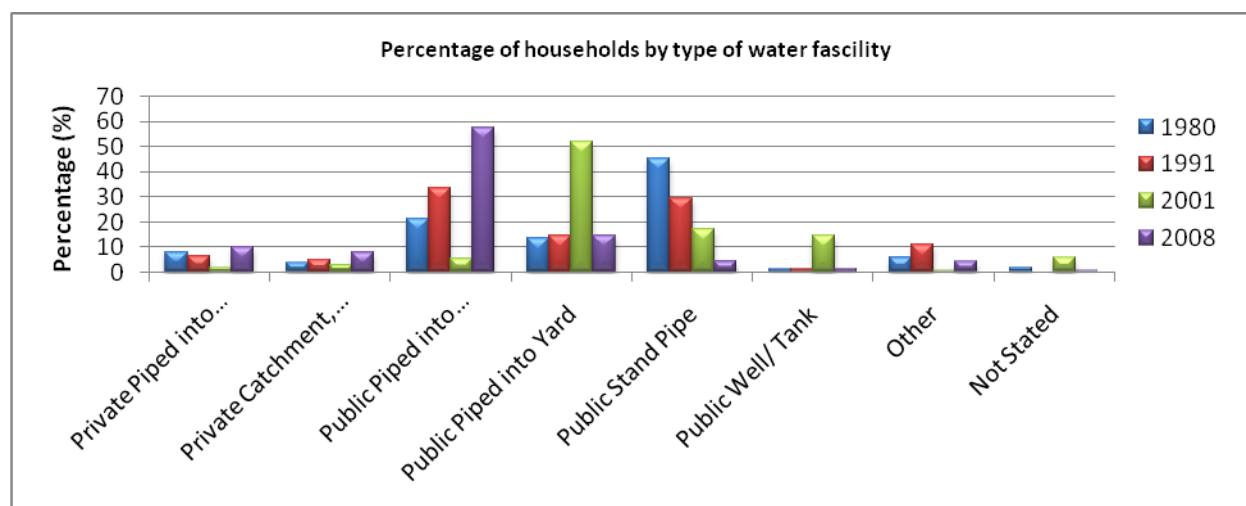 Percentage of households by type of water fascility
Percentage (%)
70
60
50
40
30
20
10
0
Private Piped into...
Private Catchment,...
Public Piped into...
Public Piped into Yard
Public Stand Pipe
Public Well/ Tank
Other
Not Stated
1980
1991
2001
2008